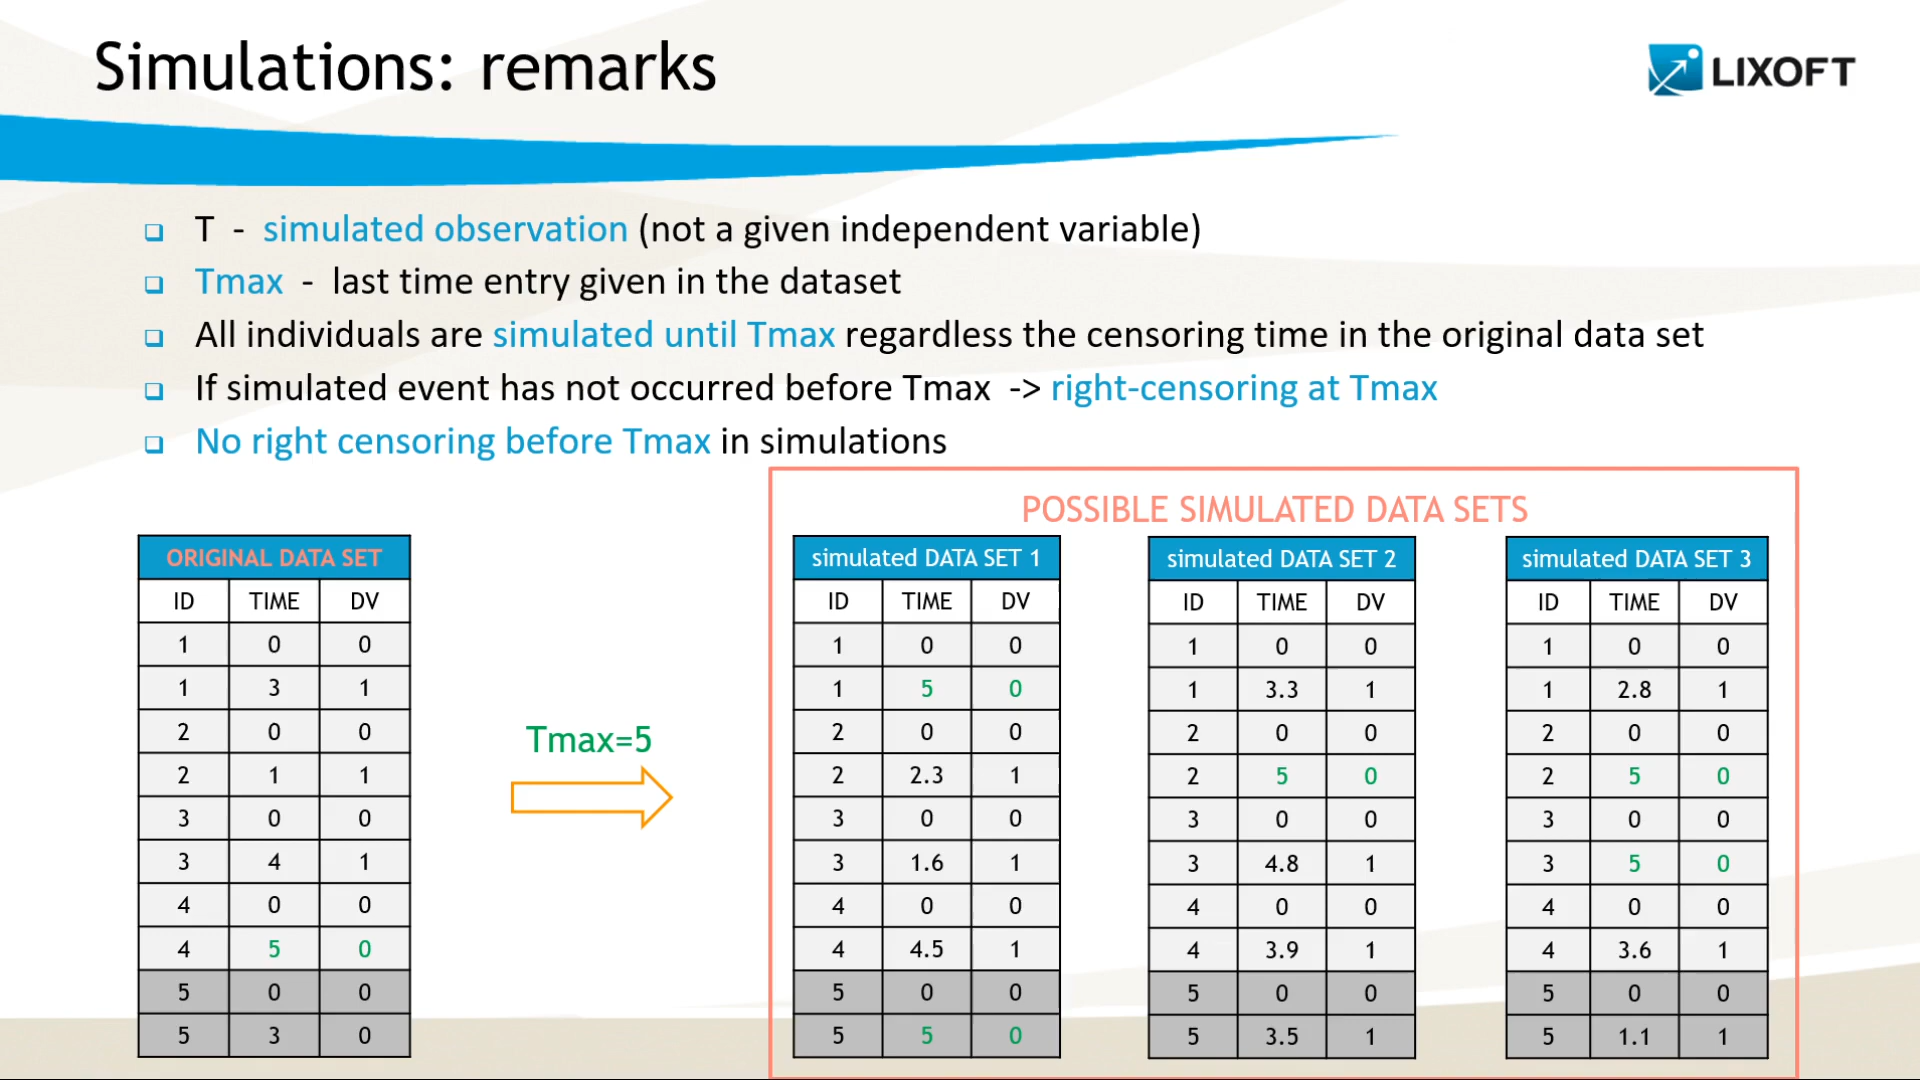 Simulations: remarks
LIXOFT
T - simulated observation (not a given independent variable)
Tmax - last time entry given in the dataset
All individuals are simulated until Tmax regardless the censoring time in the original data set
If simulated event has not occurred before Tmax -> right-censoring at Tmax
No right censoring before Tmax in simulations
ORIGINAL DATA SET
ID TIME DV
1 0 0
1 3 1
2 0 0
2 1 1
3 0 0
3 4 1
4 0 0
4 5 0
5 0 0
5 3 0
Tmax=5
POSSIBLE SIMULATED DATA SETS
simulated DATA SET 1
ID TIME DV
1 0 0
1 5 0
2 0 0
2 2.3 1
3 0 0
3 1.6 1
4 0 0
4 4.5 1
5 0 0
5 5 0
simulated DATA SET 2
ID TIME DV
1 0 0
1 3.3 1
2 0 0
2 5 0
3 0 0
3 4.8 1
4 0 0
4 3.9 1
5 0 0
5 3.5 1
simulated DATA SET 3
ID TIME DV
1 0 0
1 2.8 1
2 0 0
2 5 0
3 0 0
3 5 0
4 0 0
4 3.6 1
5 0 0
5 1.1 1